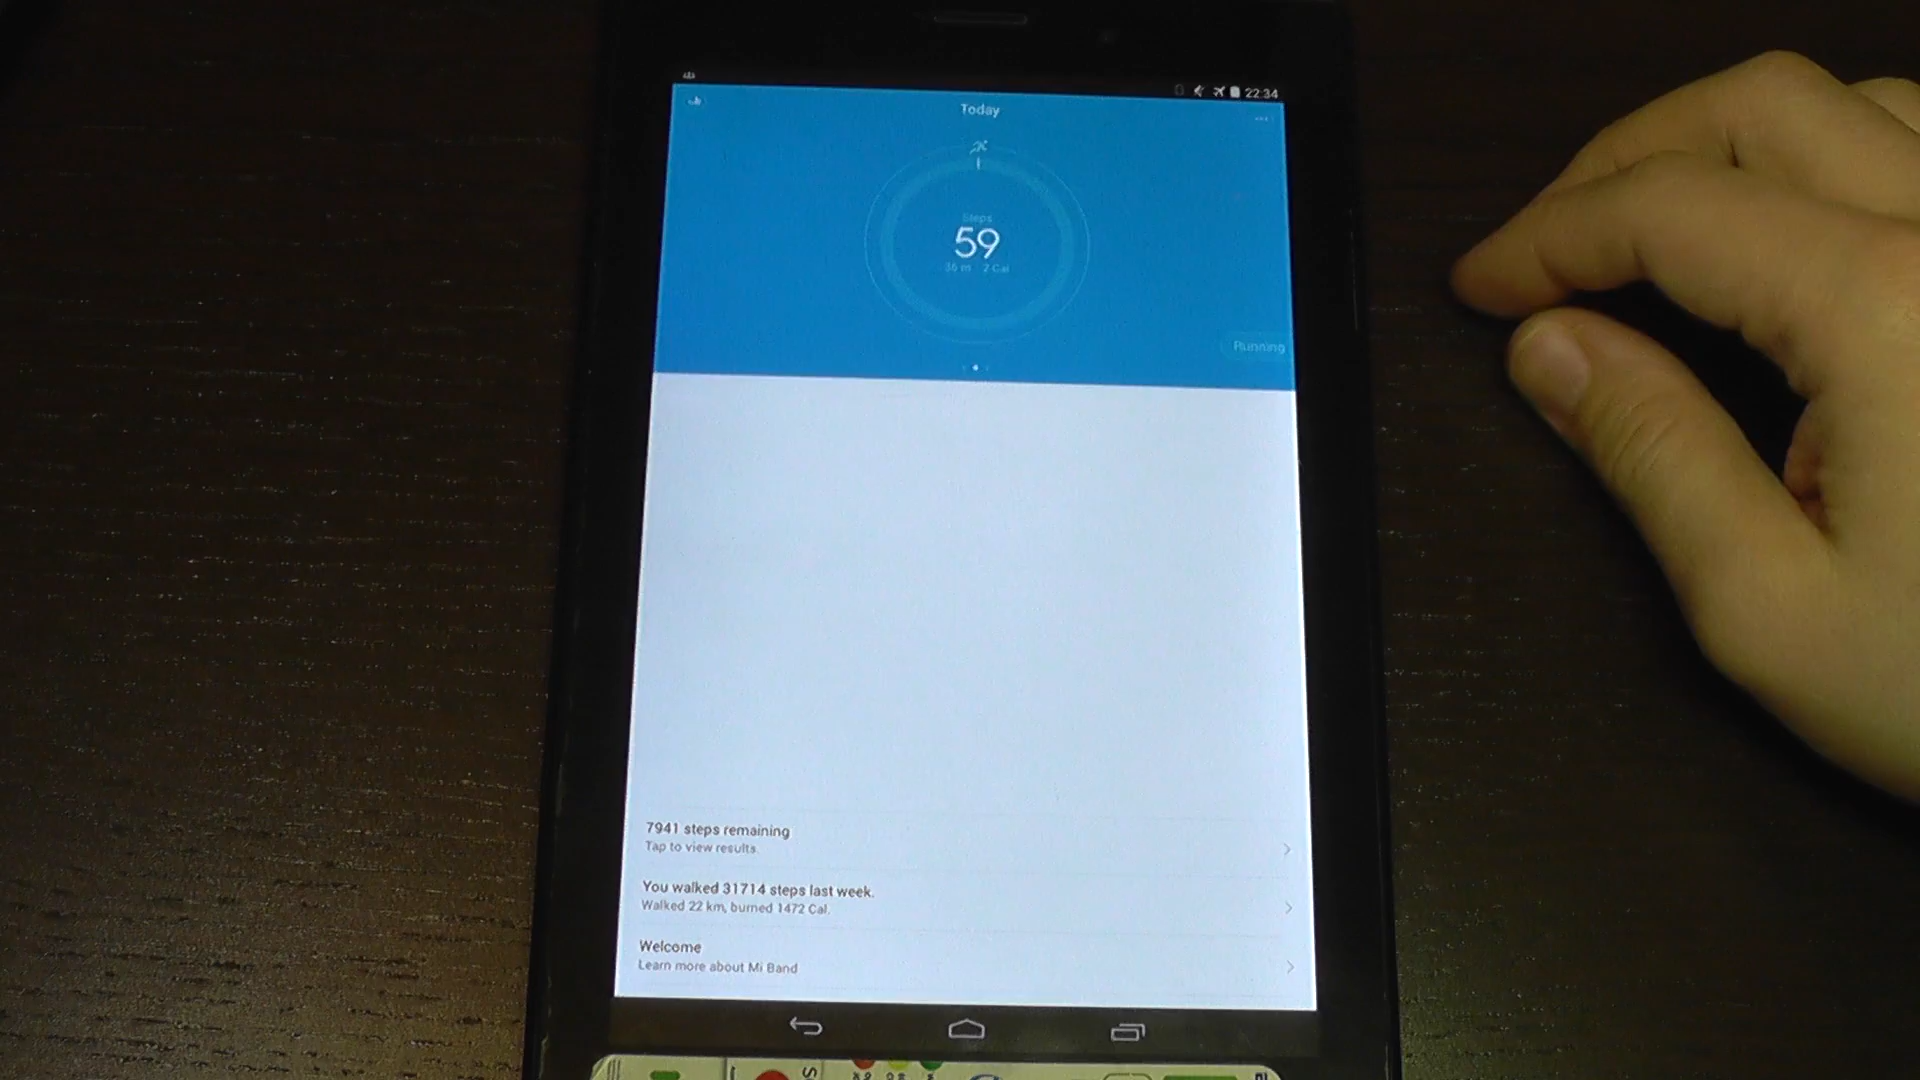 22:34
Today
Steps
59
36 m 2 Cal
Running
7941 steps remaining
Tap to view results.
You walked 31714 steps last week.
Walked 22 km, burned 1472 Cal.
Welcome
Learn more about Mi Band